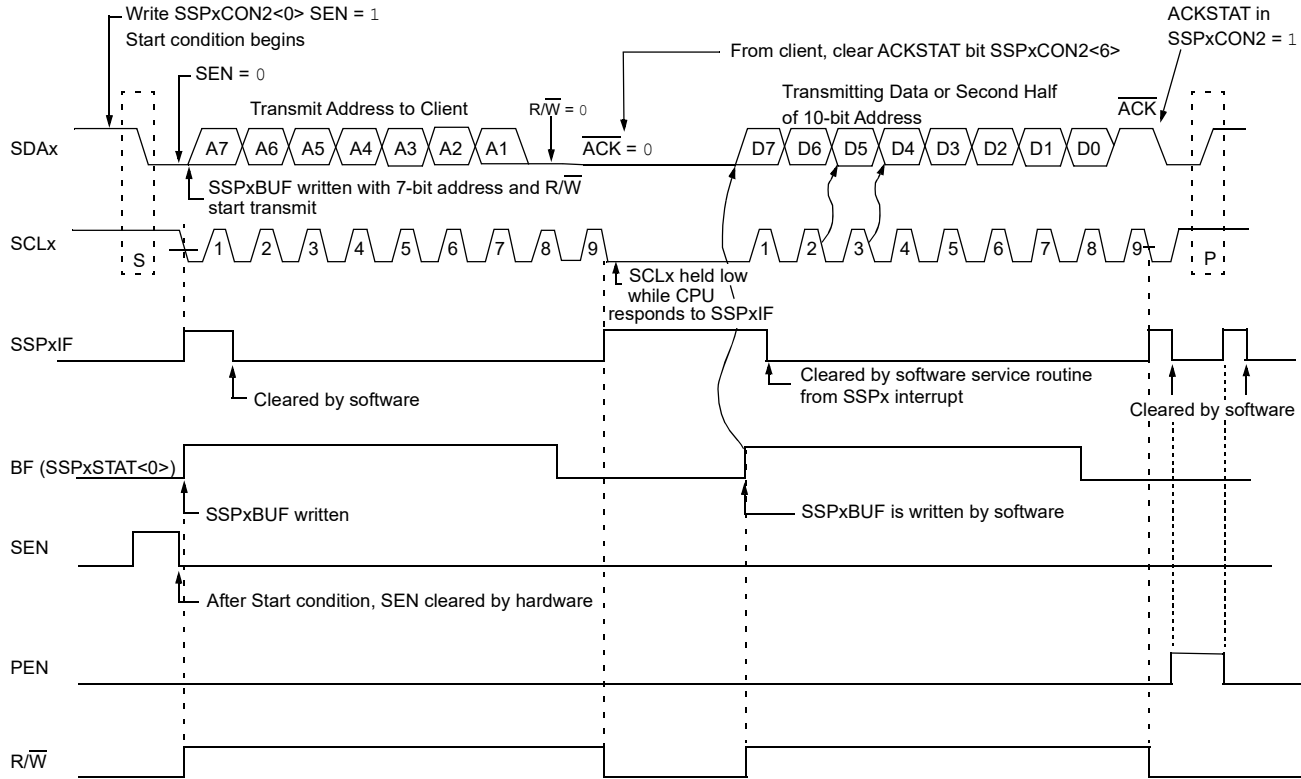 Write SSPxCON2<0> SEN = 1
Start condition begins
SEN = 0
Transmit Address to Client
R/W̅ = 0
From client, clear ACKSTAT bit SSPxCON2<6>
Transmitting Data or Second Half
of 10-bit Address
ACKSTAT in
SSPxCON2 = 1
A̅C̅K̅
SDAx
A7 A6 A5 A4 A3 A2 A1
A̅C̅K̅ = 0
D7 D6 D5 D4 D3 D2 D1 D0
SSPxBUF written with 7-bit address and R/W̅
start transmit
SCLx
S
1 2 3 4 5 6 7 8 9
1 2 3 4 5 6 7 8 9
P
SCLx held low
while CPU
responds to SSPxIF
SSPxIF
Cleared by software
Cleared by software service routine
from SSPx interrupt
Cleared by software
BF (SSPxSTAT<0>)
SSPxBUF written
SSPxBUF is written by software
SEN
After Start condition, SEN cleared by hardware
PEN
R/W̅